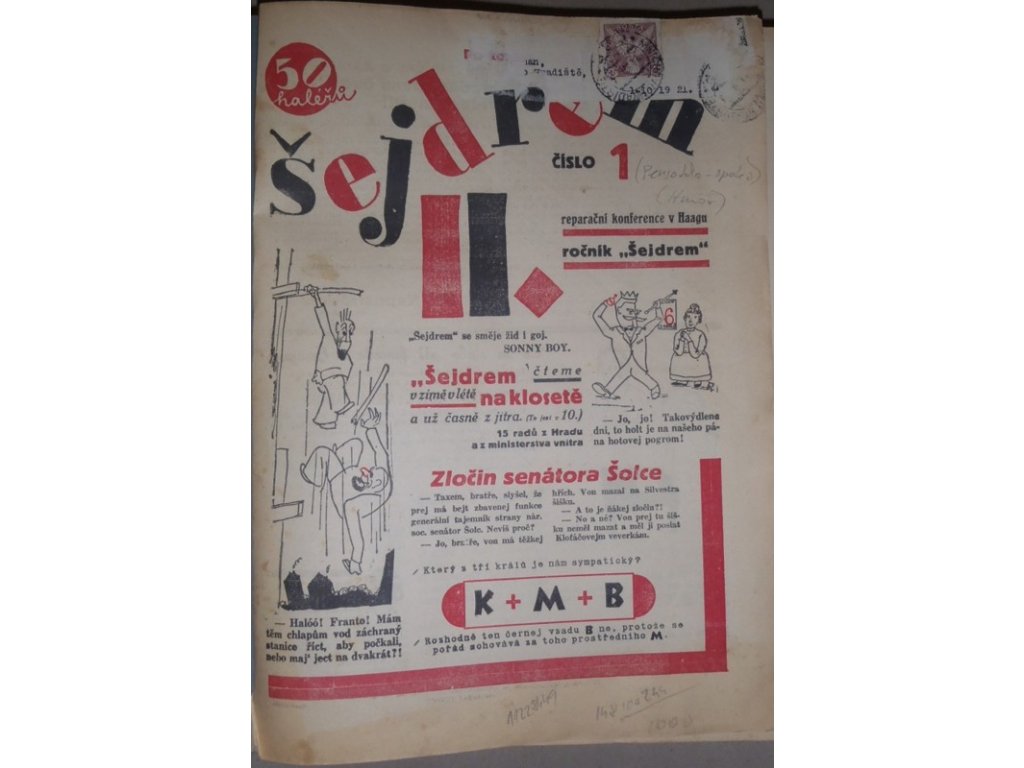 50
haléřů
šejdrem
II.
ČÍSLO 1
reparační konference v Haagu
ročník „Šejdrem"
„Šejdrem" se směje žid i goj.
SONNY BOY.
„Šejdrem čteme
v zimě v létě na klosetě
a už časně z jitra. (To jest v 10.)
15 radů z Hradu
a z ministerstva vnitra
6
— Jo, jo! Takovýdlenc
dni, to holt je na našeho pá-
na hotovej pogrom!
Zločin senátora Šolce
— Taxem, bratře, slyšel, že
prej má bejt zbavenej funkce
generální tajemník strany nár.
soc. senátor Šolc. Nevíš proč?
— Jo, bratře, von má těžkej
hřích. Von mazal na Silvestra
šišku.
— A to je ňákej zločin?!
— No a né? Von prej tu šiš-
ku neměl mazat a měl ji poslat
Klofáčovejm veverkám.
Který z tří králů je nám sympatický?
K + M + B
Rozhodně ten černej vzadu B ne, protože se
pořád schovává za toho prostředního M.
— Halóó! Franto! Mám
těm chlapům vod záchraný
stanice říct, aby počkali,
nebo maj' ject na dvakrát?!